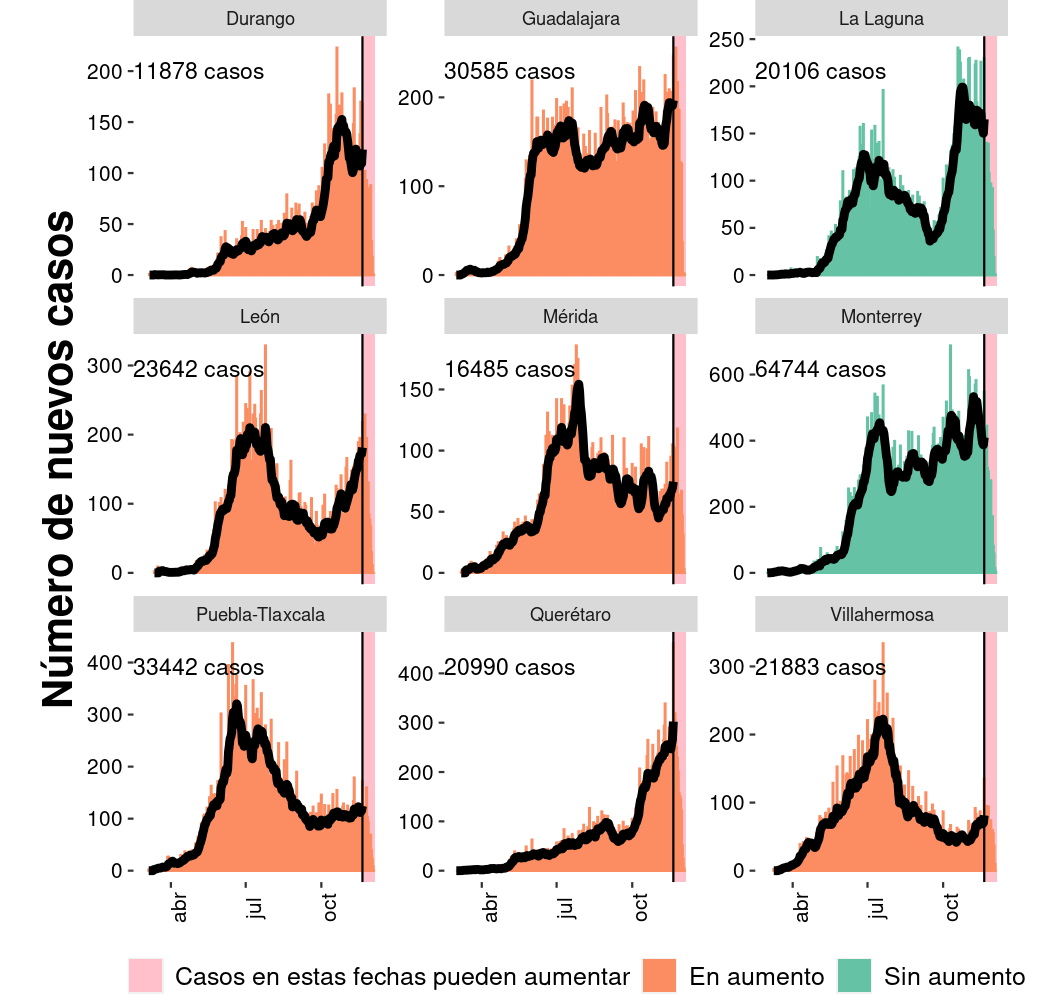 Número de nuevos casos
Durango
Guadalajara
La Laguna
200
150
100
50
0
11878 casos
200
100
0
30585 casos
250
200
150
100
50
0
20106 casos
León
Mérida
Monterrey
300
200
100
0
23642 casos
150
100
50
0
16485 casos
600
400
200
0
64744 casos
Puebla-Tlaxcala
Querétaro
Villahermosa
400
300
200
100
0
33442 casos
400
300
200
100
0
20990 casos
300
200
100
0
21883 casos
abr jul oct
abr jul oct
abr jul oct
Casos en estas fechas pueden aumentar En aumento Sin aumento